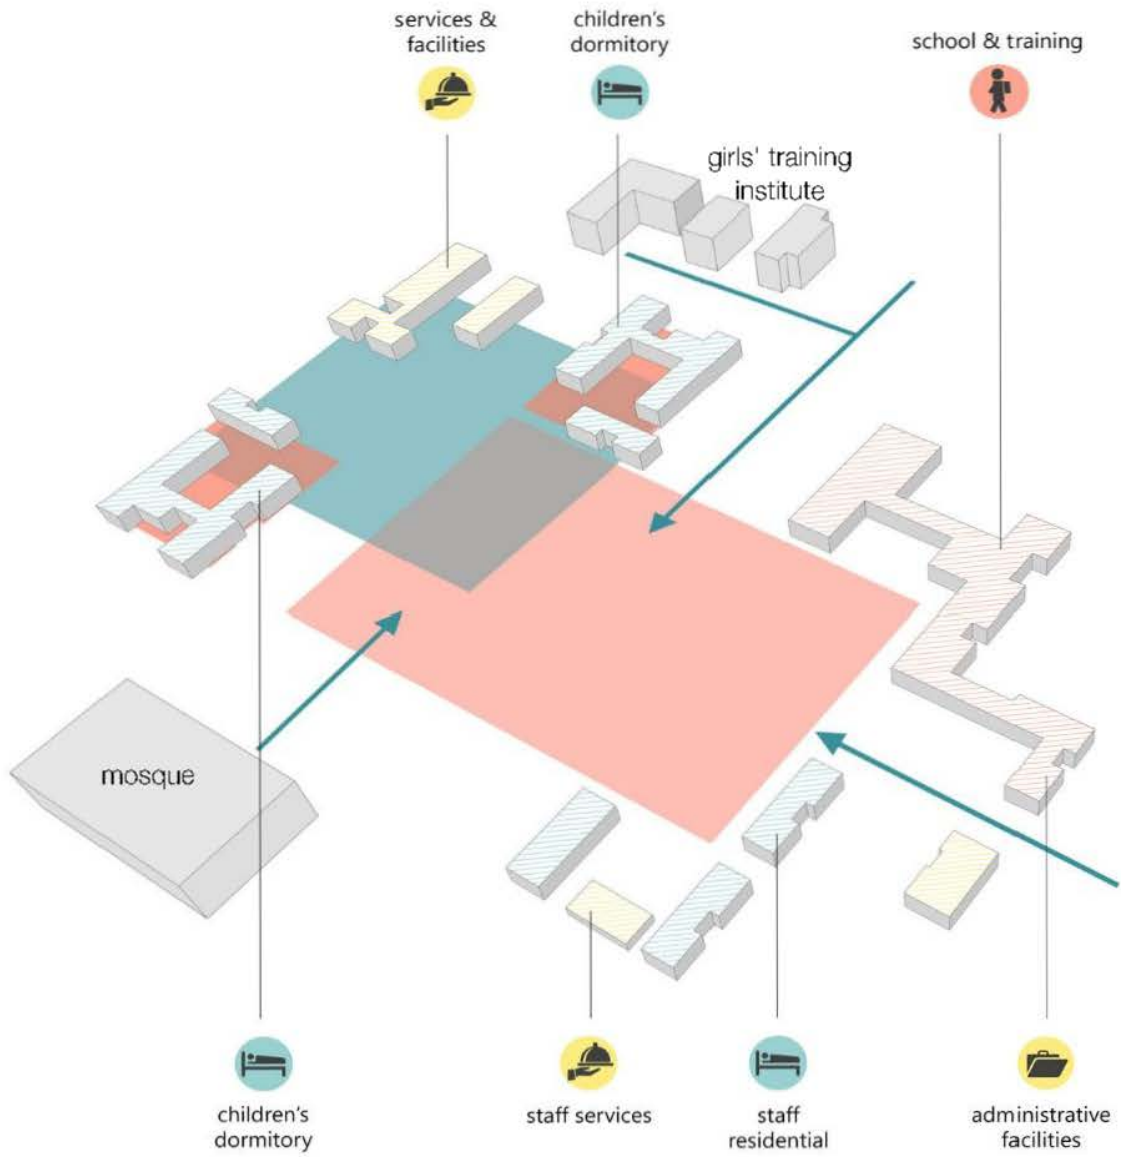 services &
facilities
children's
dormitory
school & training
girls' training
institute
mosque
children's
dormitory
staff services
staff
residential
administrative
facilities